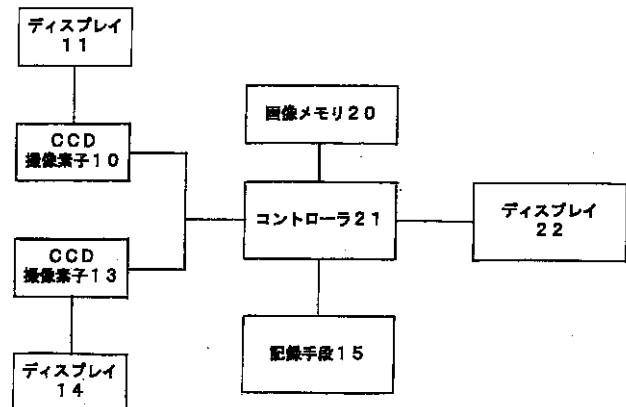 ディスプレイ
11
CCD
撮像素子10
CCD
撮像素子13
ディスプレイ
14
画像メモリ20
コントローラ21
記録手段15
ディスプレイ
22